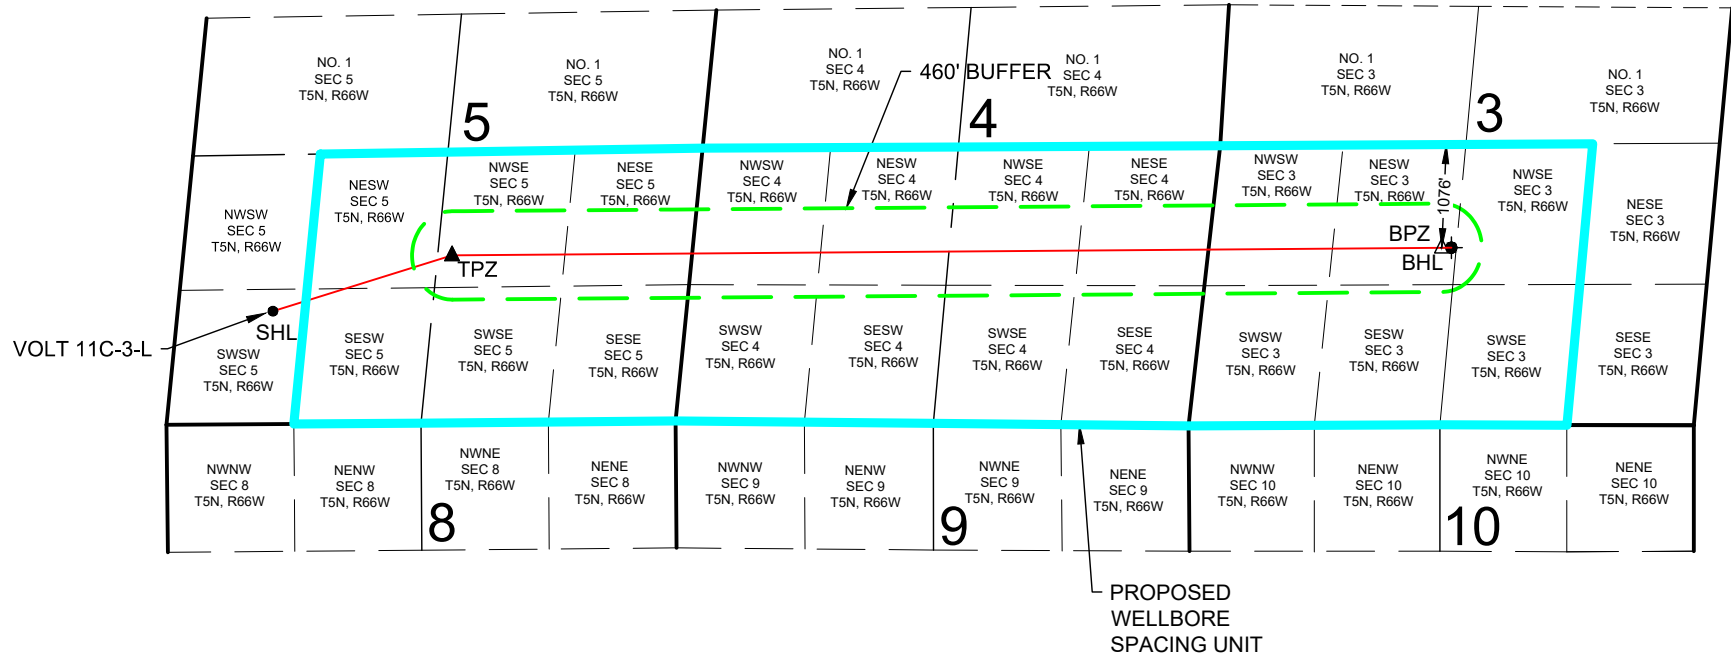 NO. 1
SEC 5
T5N, R66W
NO. 1
SEC 5
T5N, R66W
NO. 1
SEC 4
T5N, R66W
460' BUFFER
NO. 1
SEC 4
T5N, R66W
NO. 1
SEC 3
T5N, R66W
NO. 1
SEC 3
T5N, R66W
5
4
3
NWSW
SEC 5
T5N, R66W
NESW
SEC 5
T5N, R66W
NWSE
SEC 5
T5N, R66W
NESE
SEC 5
T5N, R66W
NWSW
SEC 4
T5N, R66W
NESW
SEC 4
T5N, R66W
NWSE
SEC 4
T5N, R66W
NESE
SEC 4
T5N, R66W
NWSW
SEC 3
T5N, R66W
NESW
SEC 3
T5N, R66W
1076'
NWSE
SEC 3
T5N, R66W
NESE
SEC 3
T5N, R66W
TPZ
BPZ
BHL
SHL
VOLT 11C-3-L
SWSW
SEC 5
T5N, R66W
SESW
SEC 5
T5N, R66W
SWSE
SEC 5
T5N, R66W
SESE
SEC 5
T5N, R66W
SWSW
SEC 4
T5N, R66W
SESW
SEC 4
T5N, R66W
SWSE
SEC 4
T5N, R66W
SESE
SEC 4
T5N, R66W
SWSW
SEC 3
T5N, R66W
SESW
SEC 3
T5N, R66W
SWSE
SEC 3
T5N, R66W
SESE
SEC 3
T5N, R66W
NWNW
SEC 8
T5N, R66W
NENW
SEC 8
T5N, R66W
NWNE
SEC 8
T5N, R66W
NENE
SEC 8
T5N, R66W
NWNW
SEC 9
T5N, R66W
NENW
SEC 9
T5N, R66W
NWNE
SEC 9
T5N, R66W
NENE
SEC 9
T5N, R66W
NWNW
SEC 10
T5N, R66W
NENW
SEC 10
T5N, R66W
NWNE
SEC 10
T5N, R66W
NENE
SEC 10
T5N, R66W
8
9
10
PROPOSED
WELLBORE
SPACING UNIT